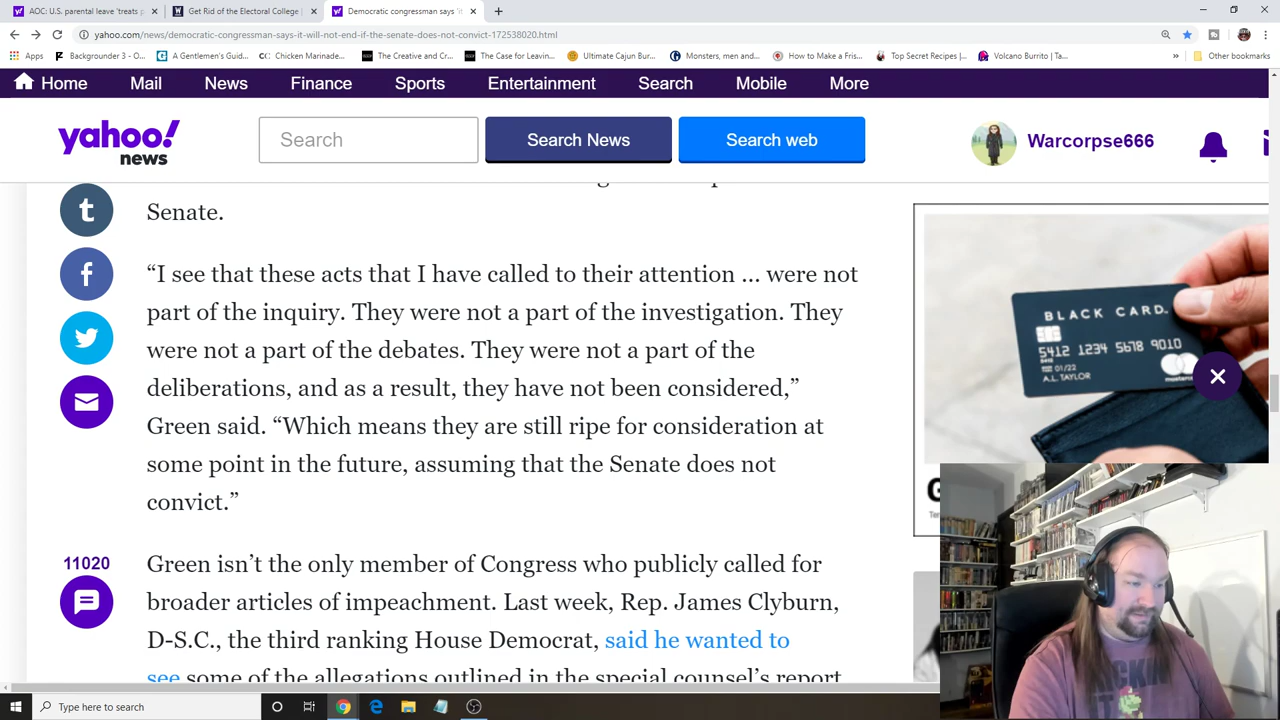 AOC: U.S. parental leave 'treats p
Get Rid of the Electoral College |
Democratic congressman says 'it
yahoo.com/news/democratic-congressman-says-it-will-not-end-if-the-senate-does-not-convict-172538020.html
Apps
Backgrounder 3 - O...
A Gentlemen's Guid...
Chicken Marinade...
The Creative and Cr...
The Case for Leavin...
Ultimate Cajun Bur...
Monsters, men and...
How to Make a Fris...
Top Secret Recipes |...
Volcano Burrito | Ta...
Other bookmarks
Home
Mail
News
Finance
Sports
Entertainment
Search
Mobile
More
yahoo!
news
Search
Search News
Search web
Warcorpse666
Senate.
“I see that these acts that I have called to their attention ... were not
part of the inquiry. They were not a part of the investigation. They
were not a part of the debates. They were not a part of the
deliberations, and as a result, they have not been considered,”
Green said. “Which means they are still ripe for consideration at
some point in the future, assuming that the Senate does not
convict.”
11020
Green isn’t the only member of Congress who publicly called for
broader articles of impeachment. Last week, Rep. James Clyburn,
D-S.C., the third ranking House Democrat, said he wanted to
see some of the allegations outlined in the special counsel’s report
BLACK CARD
5412 1234 5678 9010
01/22
A.L. TAYLOR
Type here to search